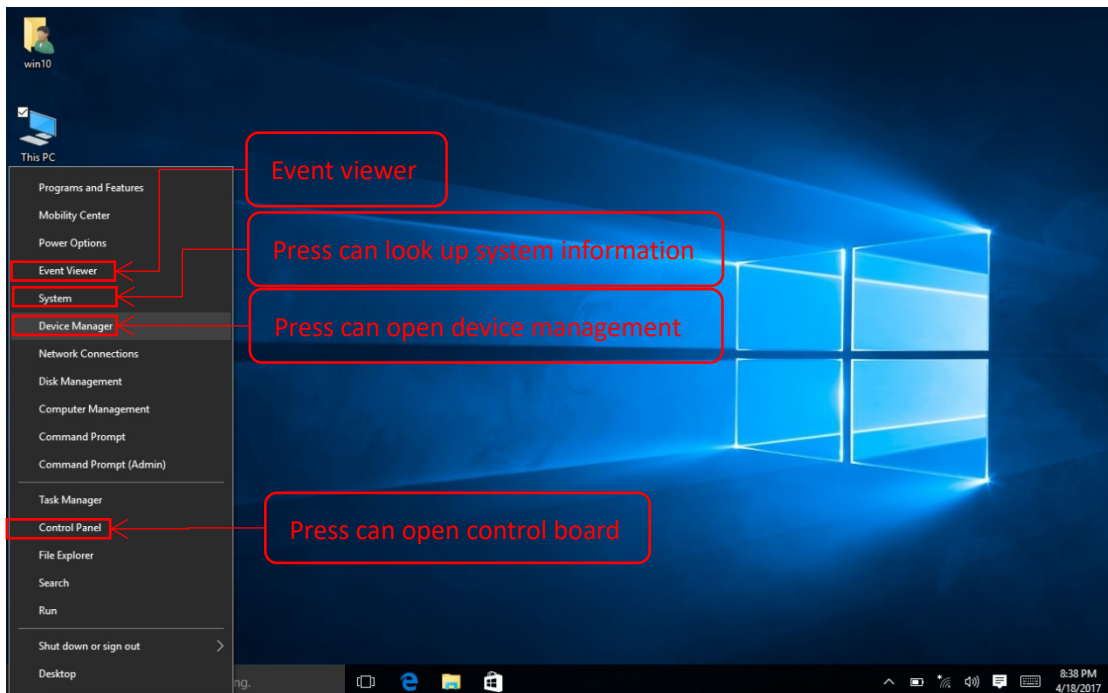 win10
This PC
Programs and Features
Mobility Center
Power Options
Event Viewer
System
Device Manager
Network Connections
Disk Management
Computer Management
Command Prompt
Command Prompt (Admin)
Task Manager
Control Panel
File Explorer
Search
Run
Shut down or sign out
Desktop
Event viewer
Press can look up system information
Press can open device management
Press can open control board
ng.
8:38 PM
4/18/2017